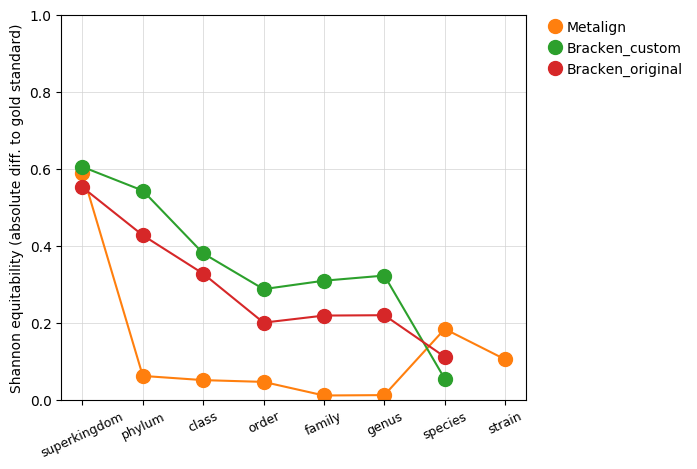 Shannon equitability (absolute diff. to gold standard)
1.0
0.8
0.6
0.4
0.2
0.0
superkingdom
phylum
class
order
family
genus
species
strain
Metalign
Bracken_custom
Bracken_original